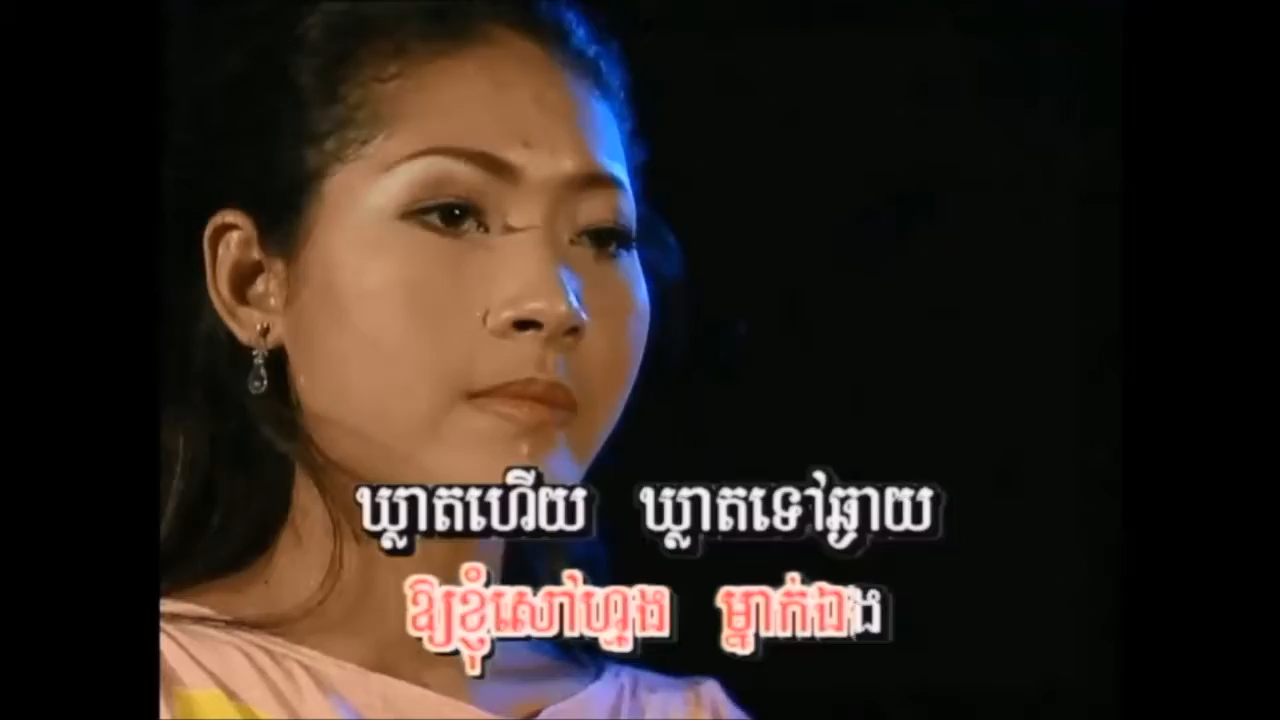 ឃ្លាតហើយ ឃ្លាតទៅឆ្ងាយ
ឱ្យខ្ញុំសៅហ្មង ម្នាក់ឯង